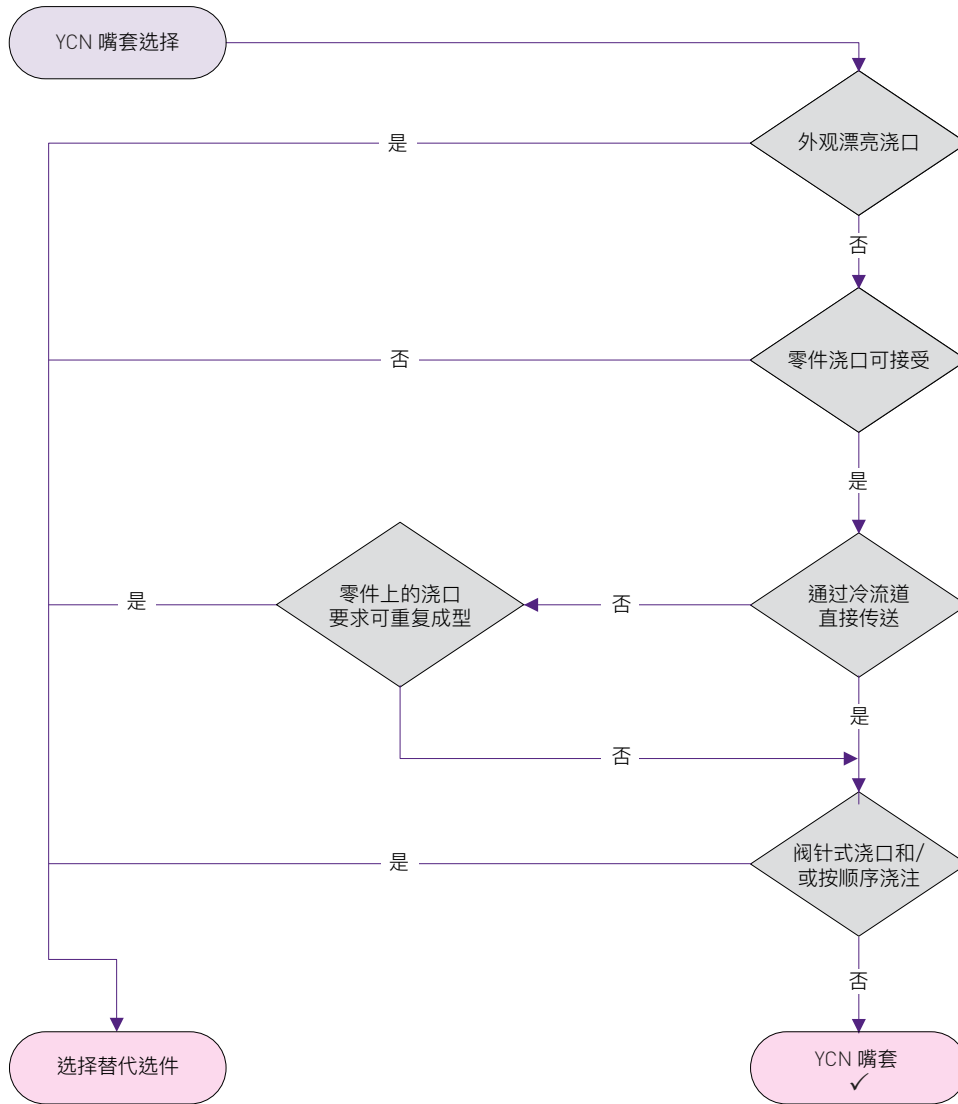 YCN 嘴套选择
外观漂亮浇口
是
否
零件浇口可接受
否
是
零件上的浇口
要求可重复成型
通过冷流道
直接传送
是
否
是
否
阀针式浇口和/
或按顺序浇注
是
否
选择替代选件
YCN 嘴套
✓